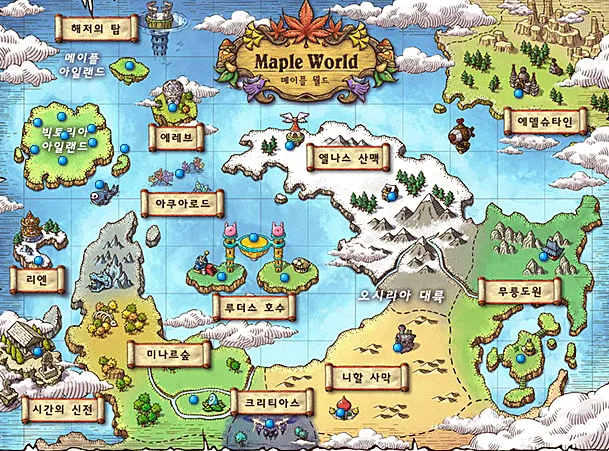 해저의 탑
메이플
아일랜드
Maple World
메이플 월드
에델슈타인
빅토리아
아일랜드
에레브
엘나스 산맥
아쿠아로드
리엔
루더스 호수
오시리아 대륙
무릉도원
미나르숲
니할 사막
시간의 신전
크리티아스